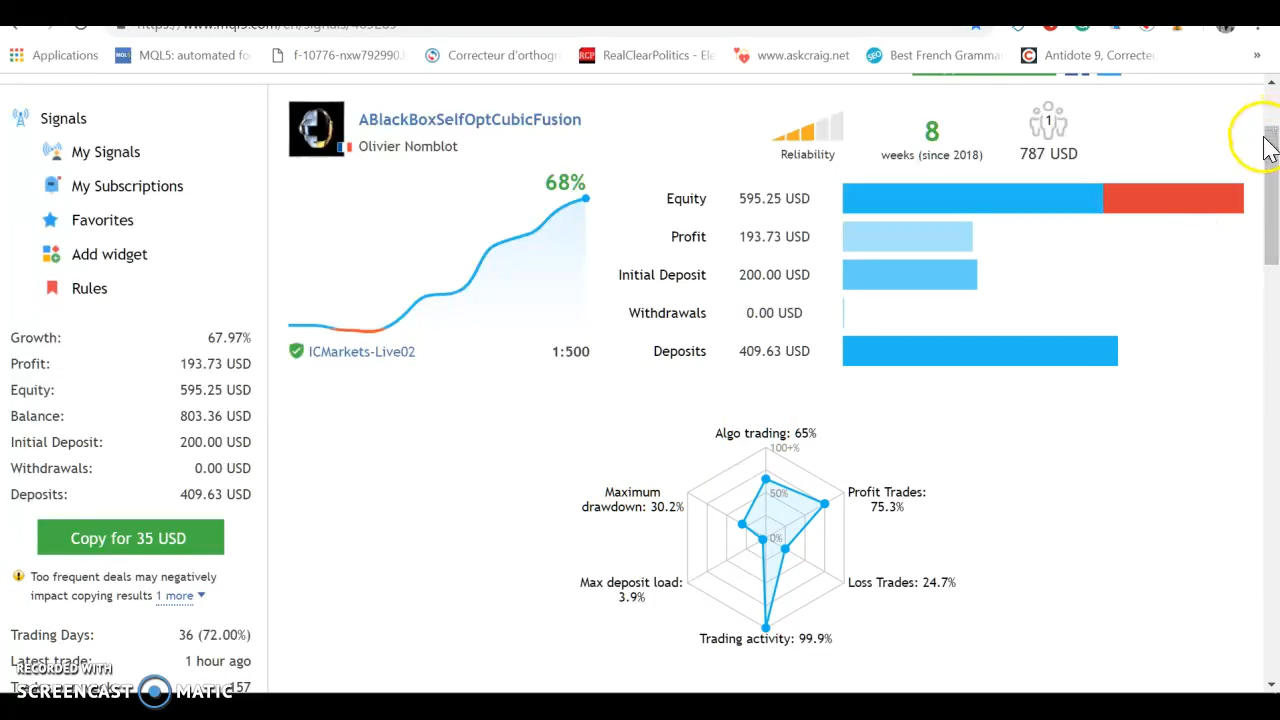 Applications
MQL5: automated fo
f-10776-nxw792990.
Correcteur d'orthog
RealClearPolitics - Ele
www.askcraig.net
Best French Gramma
Antidote 9, Correcte
»
Signals
My Signals
My Subscriptions
Favorites
Add widget
Rules
Growth: 67.97%
Profit: 193.73 USD
Equity: 595.25 USD
Balance: 803.36 USD
Initial Deposit: 200.00 USD
Withdrawals: 0.00 USD
Deposits: 409.63 USD
Copy for 35 USD
Too frequent deals may negatively
impact copying results 1 more
Trading Days: 36 (72.00%)
Latest trade: 1 hour ago
157
RECORDED WITH
SCREENCAST MATIC
ABlackBoxSelfOptCubicFusion
Olivier Nomblot
Reliability
8
weeks (since 2018)
1
787 USD
68%
ICMarkets-Live02 1:500
Equity 595.25 USD
Profit 193.73 USD
Initial Deposit 200.00 USD
Withdrawals 0.00 USD
Deposits 409.63 USD
Algo trading: 65%
100+%
50%
0%
Profit Trades:
75.3%
Loss Trades: 24.7%
Trading activity: 99.9%
Max deposit load:
3.9%
Maximum
drawdown: 30.2%